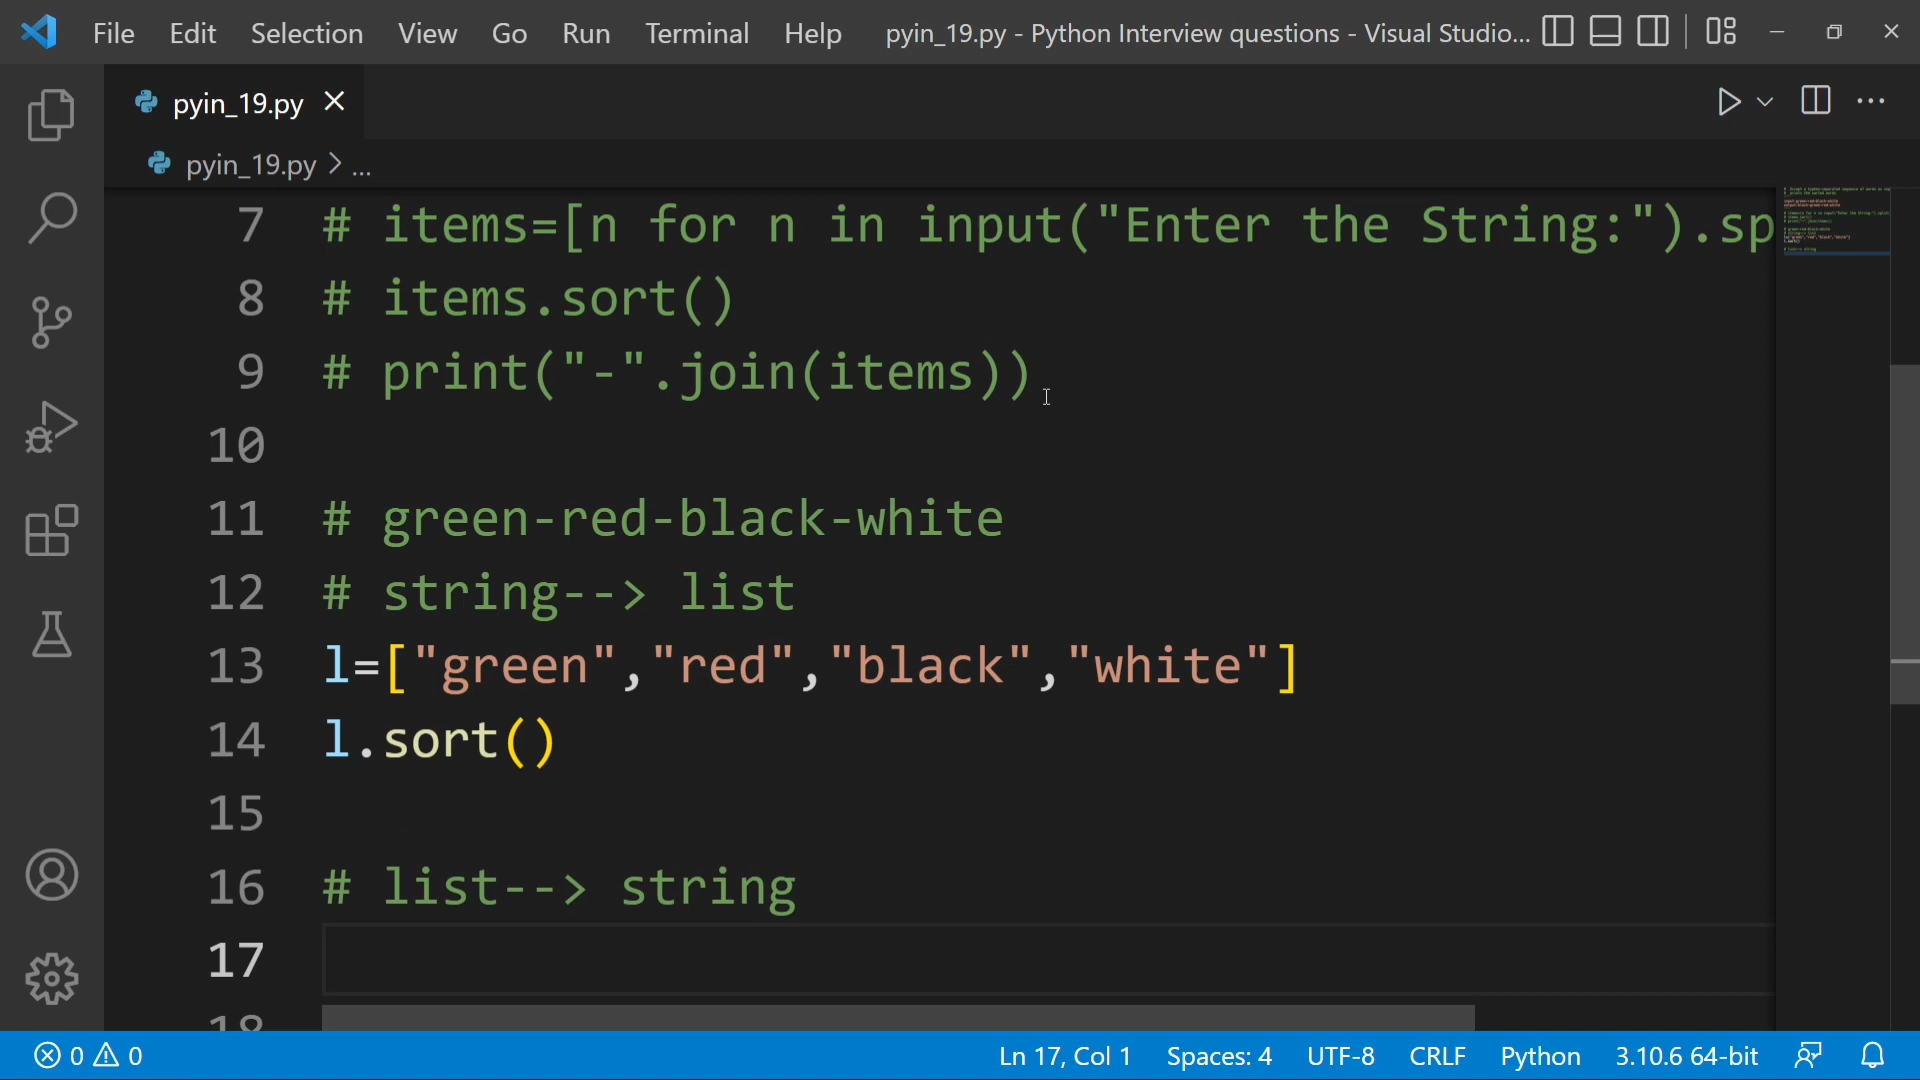 File Edit Selection View Go Run Terminal Help pyin_19.py - Python Interview questions - Visual Studio...
pyin_19.py
pyin_19.py > ...
7 # items=[n for n in input("Enter the String:").sp
8 # items.sort()
9 # print("-".join(items))
10
11 # green-red-black-white
12 # string--> list
13 l=["green","red","black","white"]
14 l.sort()
15
16 # list--> string
17
18
0 0 Ln 17, Col 1 Spaces: 4 UTF-8 CRLF Python 3.10.6 64-bit